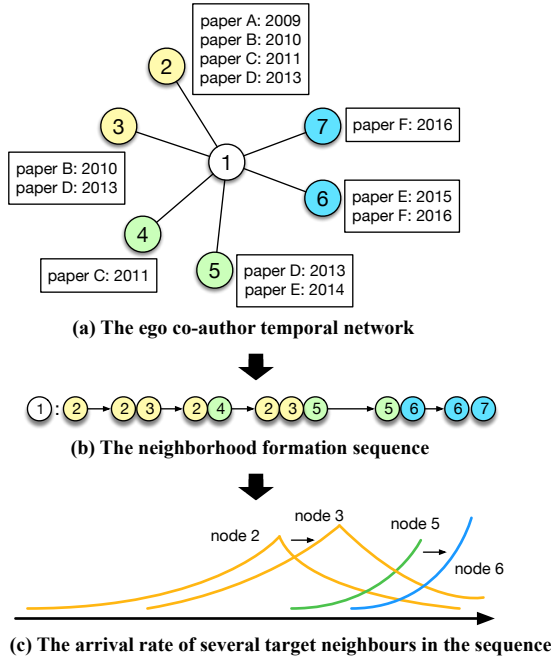 paper A: 2009
paper B: 2010
paper C: 2011
paper D: 2013
2
3
7
paper F: 2016
1
paper B: 2010
paper D: 2013
6
paper E: 2015
paper F: 2016
4
5
paper C: 2011
paper D: 2013
paper E: 2014
(a) The ego co-author temporal network
1 : 2 2 3 2 4 2 3 5 5 6 6 7
(b) The neighborhood formation sequence
node 2
node 3
node 5
node 6
(c) The arrival rate of several target neighbours in the sequence